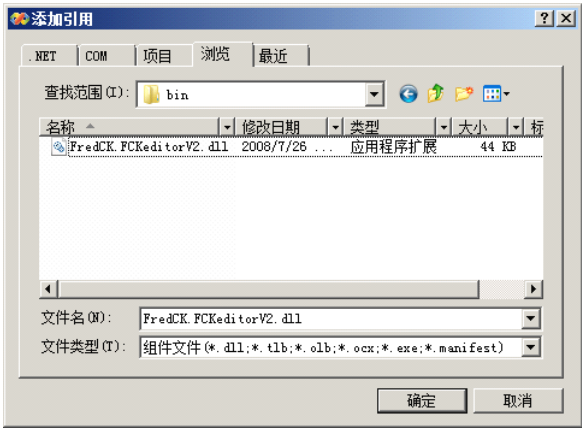 添加引用
.NET COM 项目 浏览 最近
查找范围(I): bin
名称 修改日期 类型 大小 标
FredCK.FCKeditorV2.dll 2008/7/26 ... 应用程序扩展 44 KB
文件名(N): FredCK.FCKeditorV2.dll
文件类型(T): 组件文件(*.dll;*.tlb;*.olb;*.ocx;*.exe;*.manifest)
确定 取消